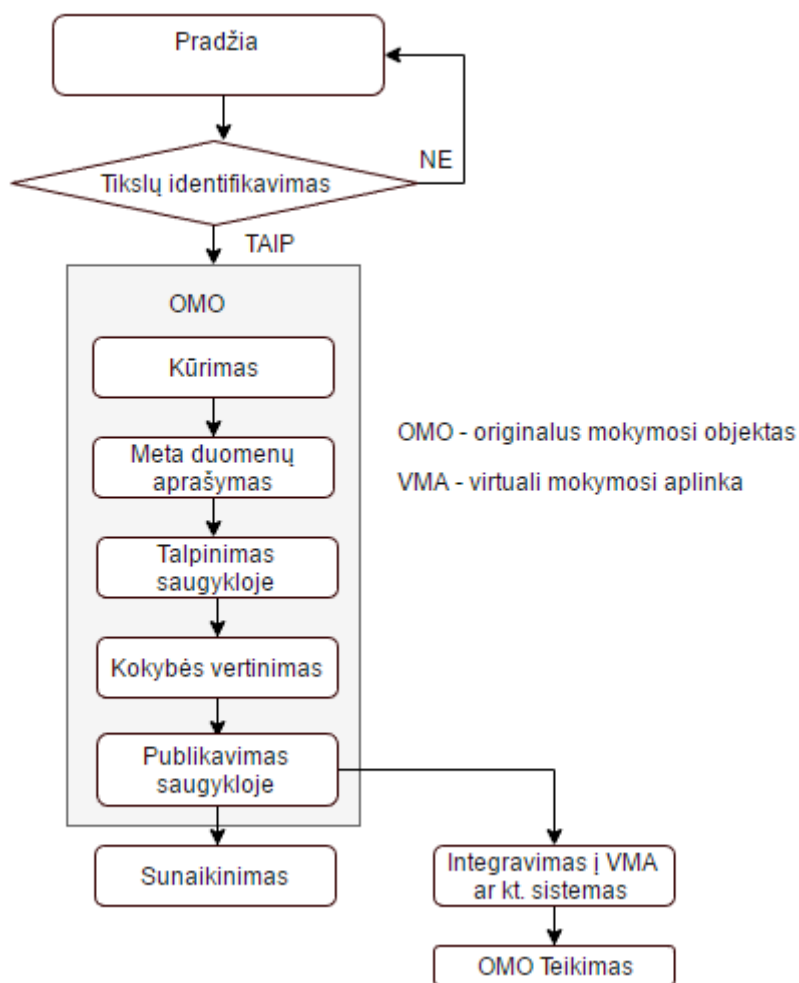 Pradžia
NE
Tikslų identifikavimas
TAIP
OMO
Kūrimas
Meta duomenų
aprašymas
OMO - originalus mokymosi objektas
VMA - virtuali mokymosi aplinka
Talpinimas
saugykloje
Kokybės vertinimas
Publikavimas
saugykloje
Sunaikinimas
Integravimas į VMA
ar kt. sistemas
OMO Teikimas